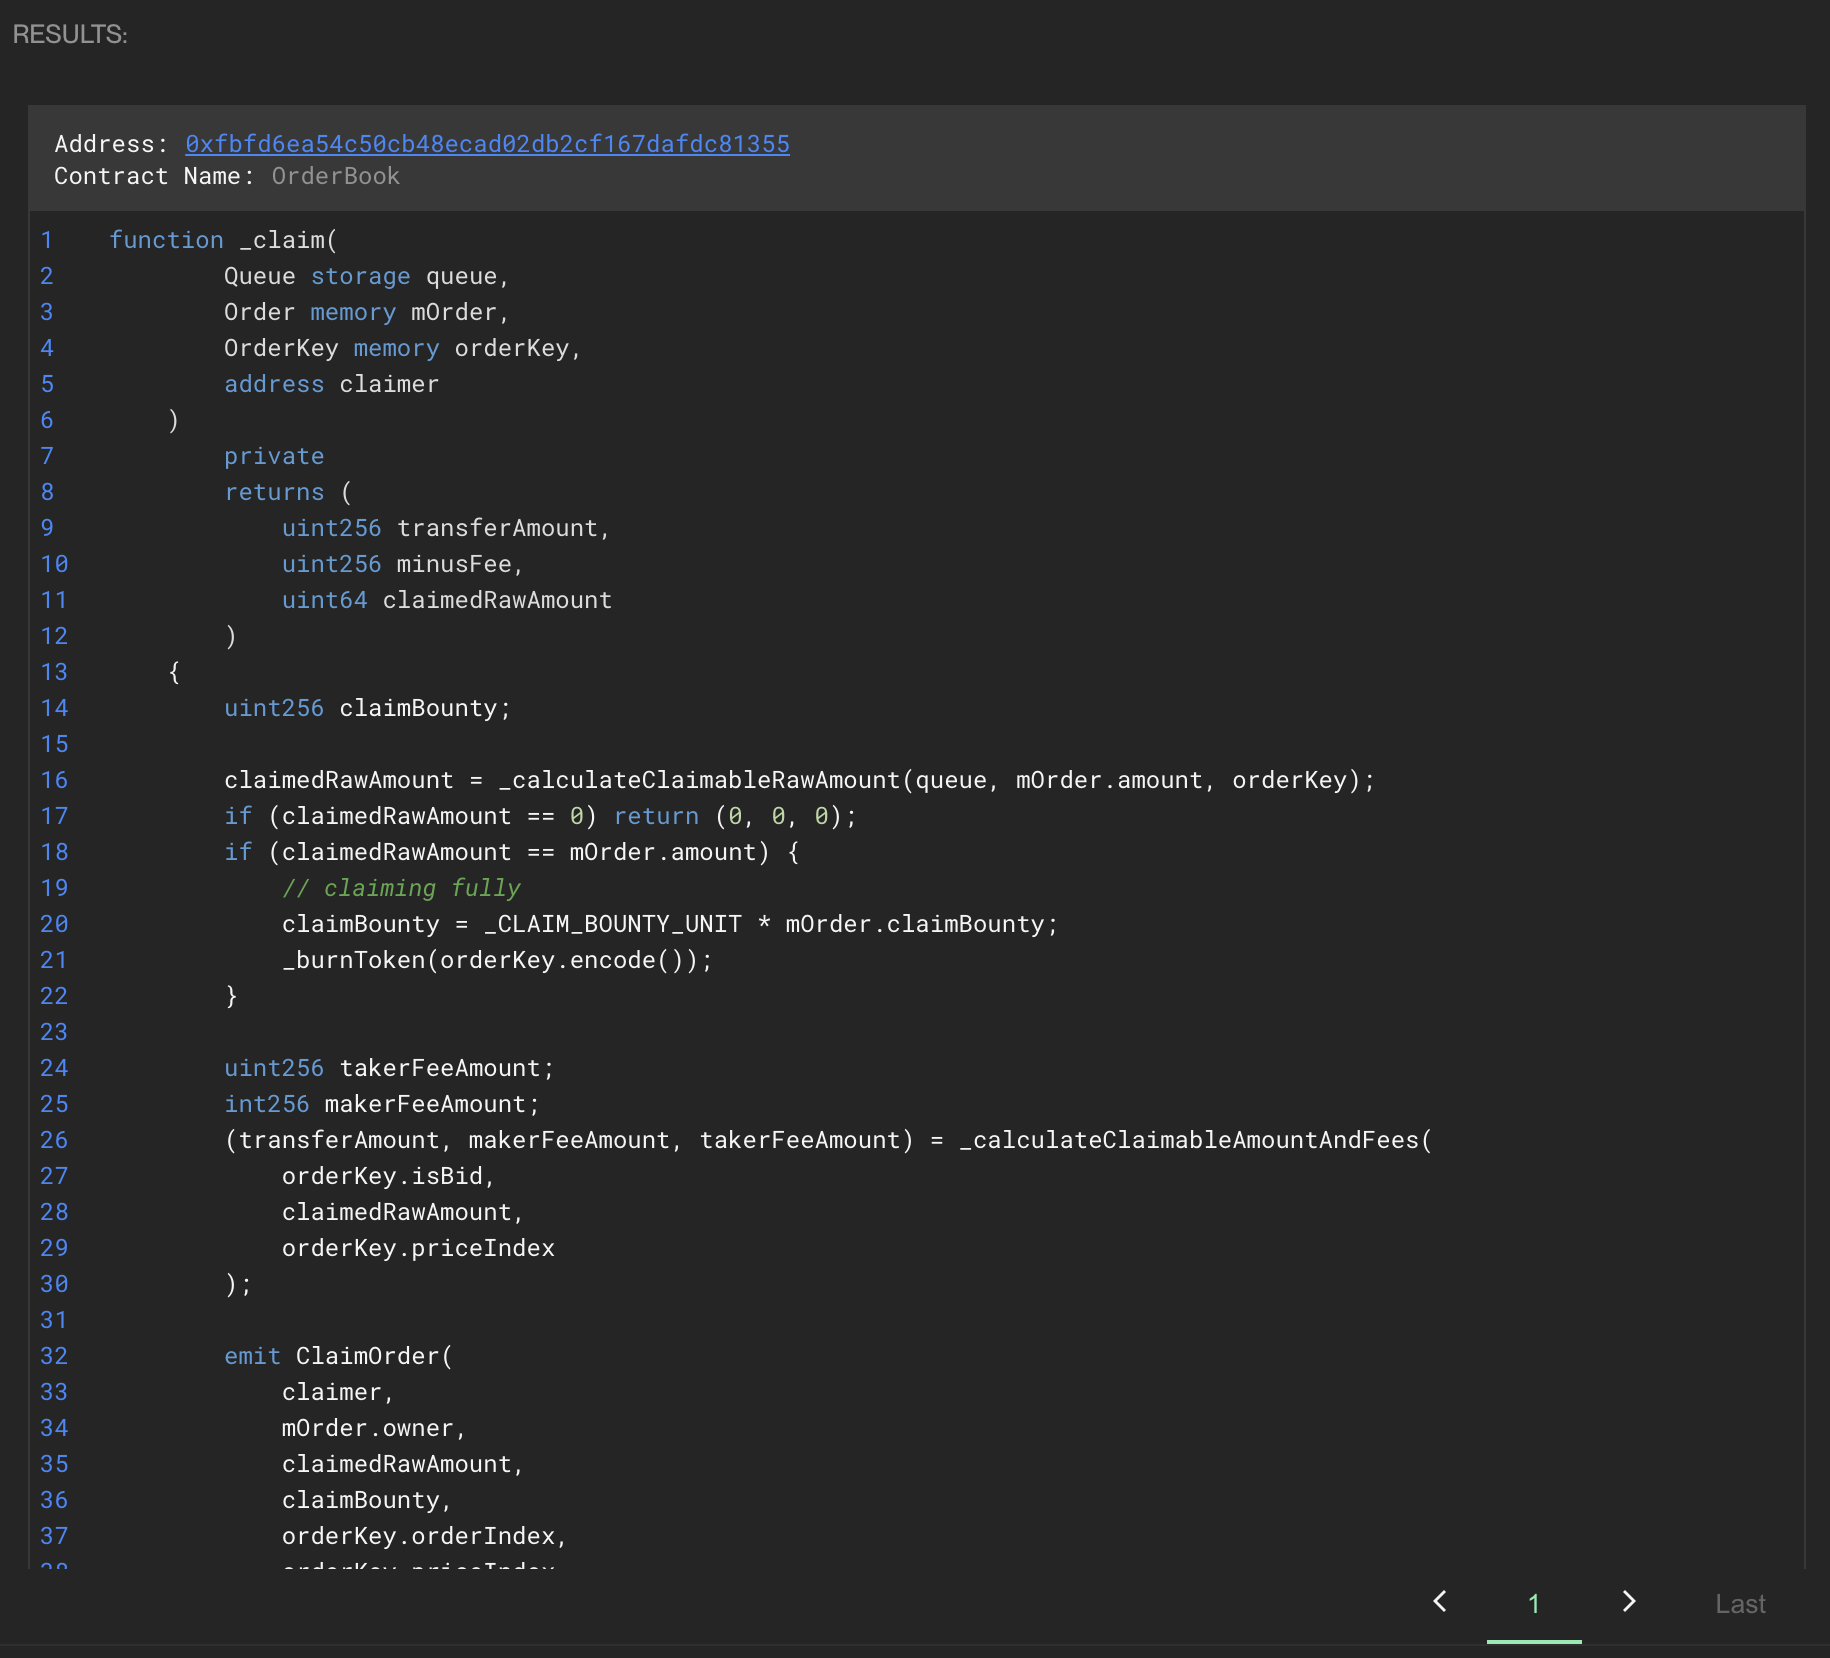 RESULTS:
Address: 0xfbfd6ea54c50cb48ecad02db2cf167dafdc81355
Contract Name: OrderBook
1 function _claim(
2 Queue storage queue,
3 Order memory mOrder,
4 OrderKey memory orderKey,
5 address claimer
6 )
7 private
8 returns (
9 uint256 transferAmount,
10 uint256 minusFee,
11 uint64 claimedRawAmount
12 )
13 {
14 uint256 claimBounty;
15
16 claimedRawAmount = _calculateClaimableRawAmount(queue, mOrder.amount, orderKey);
17 if (claimedRawAmount == 0) return (0, 0, 0);
18 if (claimedRawAmount == mOrder.amount) {
19 // claiming fully
20 claimBounty = _CLAIM_BOUNTY_UNIT * mOrder.claimBounty;
21 _burnToken(orderKey.encode());
22 }
23
24 uint256 takerFeeAmount;
25 int256 makerFeeAmount;
26 (transferAmount, makerFeeAmount, takerFeeAmount) = _calculateClaimableAmountAndFees(
27 orderKey.isBid,
28 claimedRawAmount,
29 orderKey.priceIndex
30 );
31
32 emit ClaimOrder(
33 claimer,
34 mOrder.owner,
35 claimedRawAmount,
36 claimBounty,
37 orderKey.orderIndex,
38 orderKey.priceIndex
1
Last